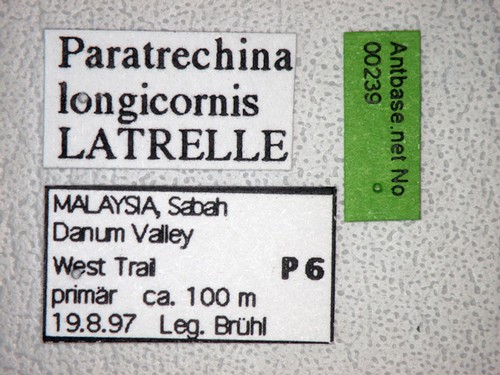 Paratrechina
longicornis
LATRELLE
Antbase.net No
00239
MALAYSIA, Sabah
Danum Valley
West Trail P6
primär ca. 100 m
19.8.97 Leg. Brühl